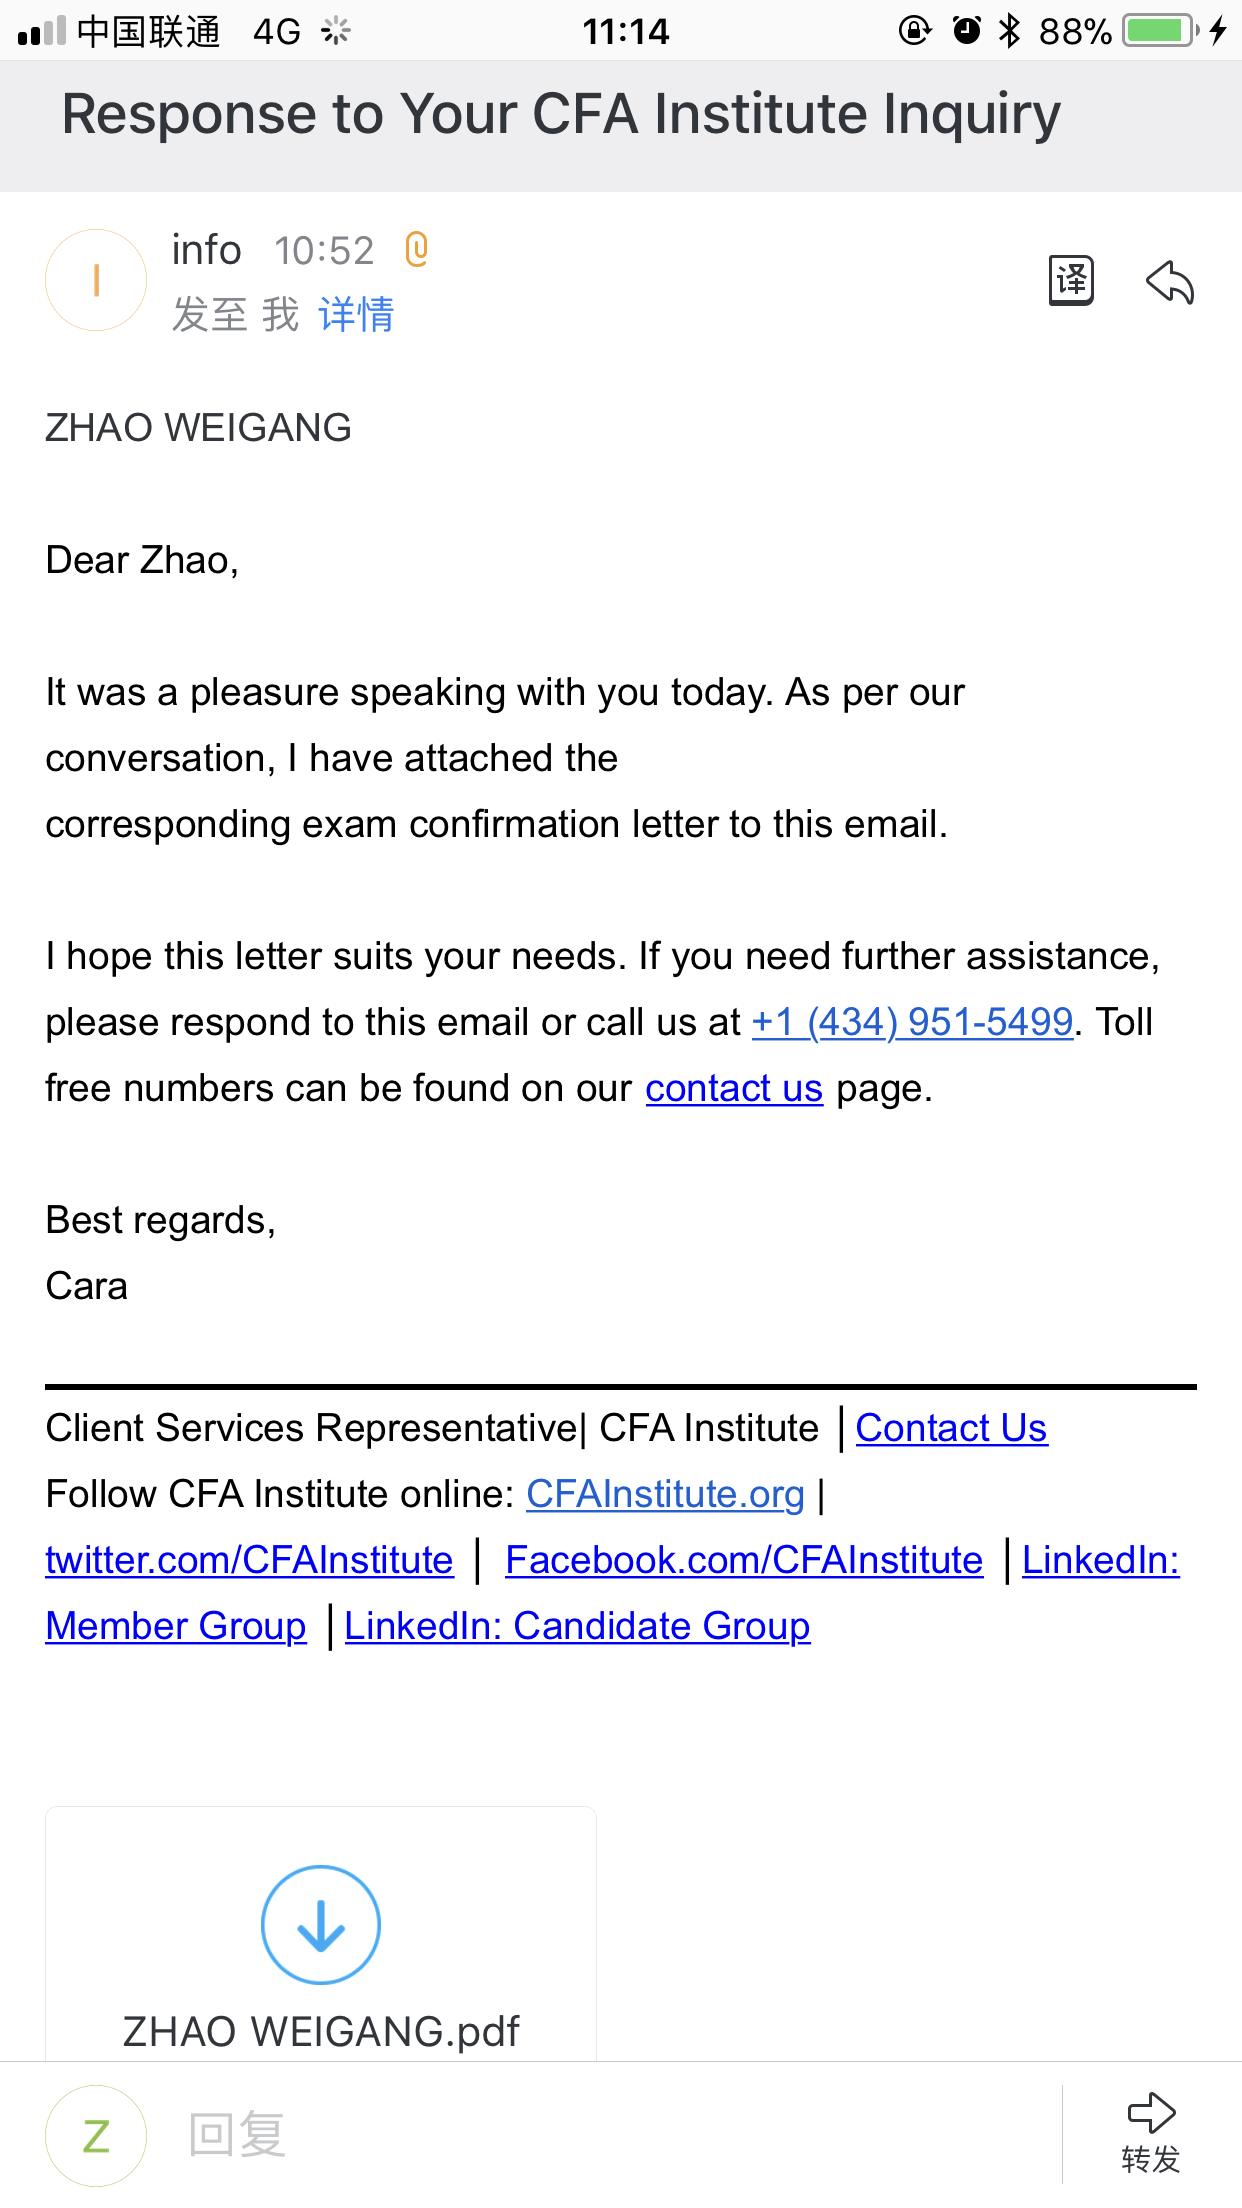 中国联通 4G 11:14 88%
Response to Your CFA Institute Inquiry
I
info 10:52
发至 我 详情
译
ZHAO WEIGANG
Dear Zhao,
It was a pleasure speaking with you today. As per our
conversation, I have attached the
corresponding exam confirmation letter to this email.
I hope this letter suits your needs. If you need further assistance,
please respond to this email or call us at +1 (434) 951-5499. Toll
free numbers can be found on our contact us page.
Best regards,
Cara
Client Services Representative| CFA Institute │Contact Us
Follow CFA Institute online: CFAInstitute.org |
twitter.com/CFAInstitute │ Facebook.com/CFAInstitute │LinkedIn:
Member Group │LinkedIn: Candidate Group
ZHAO WEIGANG.pdf
Z 回复
转发